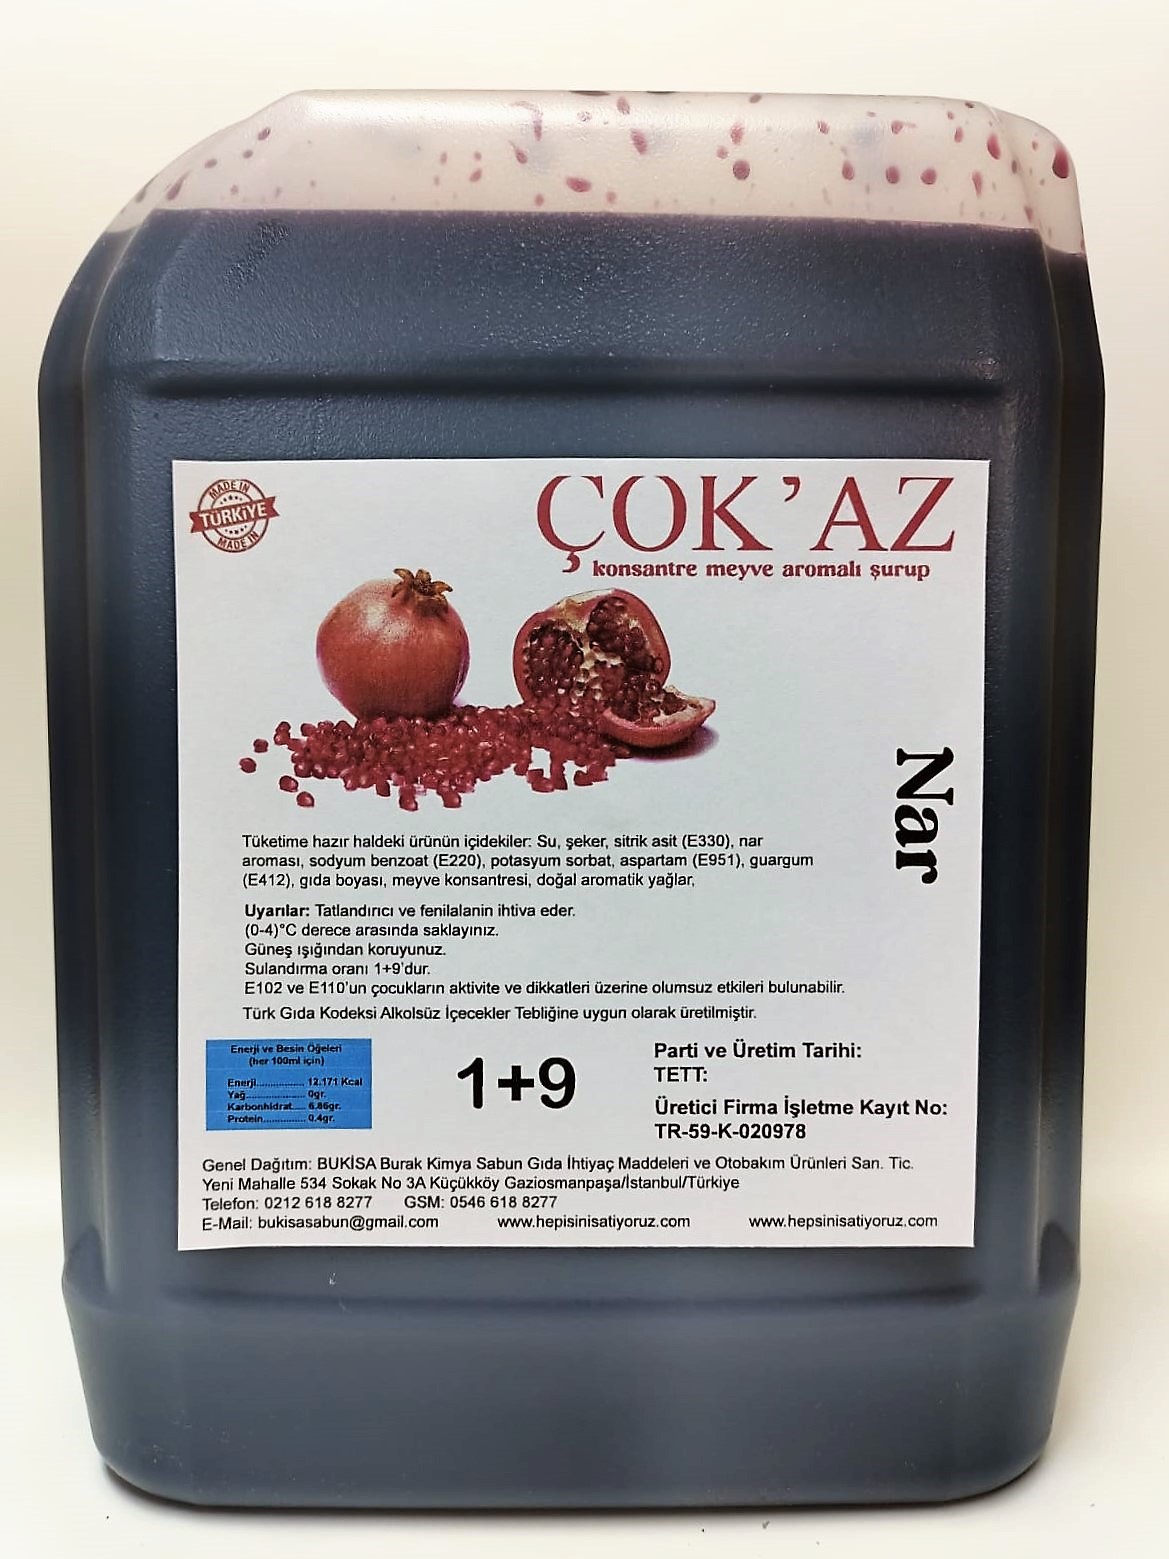 MADE IN
TÜRKİYE
MADE IN
ÇOK'AZ
konsantre meyve aromalı şurup
Nar
Tüketime hazır haldeki ürünün içidekiler: Su, şeker, sitrik asit (E330), nar
aroması, sodyum benzoat (E220), potasyum sorbat, aspartam (E951), guargum
(E412), gıda boyası, meyve konsantresi, doğal aromatik yağlar,
Uyarılar: Tatlandırıcı ve fenilalanin ihtiva eder.
(0-4)°C derece arasında saklayınız.
Güneş ışığından koruyunuz.
Sulandırma oranı 1+9'dur.
E102 ve E110'un çocukların aktivite ve dikkatleri üzerine olumsuz etkileri bulunabilir.
Türk Gıda Kodeksi Alkolsüz İçecekler Tebliğine uygun olarak üretilmiştir.
Enerji ve Besin Öğeleri
(her 100ml için)
Enerji................ 12.171 Kcal
Yağ...................... 0gr.
Karbonhidrat.... 6,86gr.
Protein............. 0.4gr.
1+9
Parti ve Üretim Tarihi:
TETT:
Üretici Firma İşletme Kayıt No:
TR-59-K-020978
Genel Dağıtım: BUKİSA Burak Kimya Sabun Gıda İhtiyaç Maddeleri ve Otobakım Ürünleri San. Tic.
Yeni Mahalle 534 Sokak No 3A Küçükköy Gaziosmanpaşa/İstanbul/Türkiye
Telefon: 0212 618 8277 GSM: 0546 618 8277
E-Mail: bukisasabun@gmail.com www.hepisinisatiyoruz.com www.hepsinisatiyoruz.com